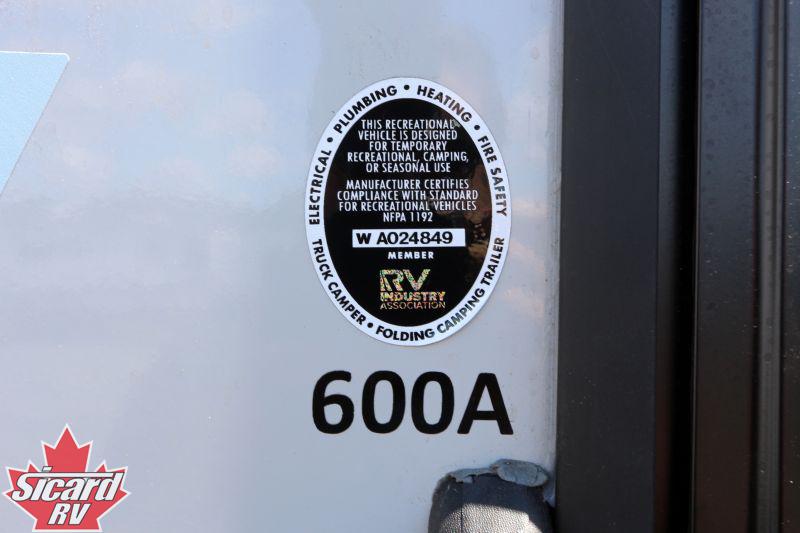 ELECTRICAL • PLUMBING • HEATING • FIRE SAFETY
THIS RECREATIONAL
VEHICLE IS DESIGNED
FOR TEMPORARY
RECREATIONAL, CAMPING,
OR SEASONAL USE
MANUFACTURER CERTIFIES
COMPLIANCE WITH STANDARD
FOR RECREATIONAL VEHICLES
NFPA 1192
W A024849
MEMBER
RV
INDUSTRY
ASSOCIATION
TRUCK CAMPER • FOLDING CAMPING TRAILER
600A
Sicard
RV